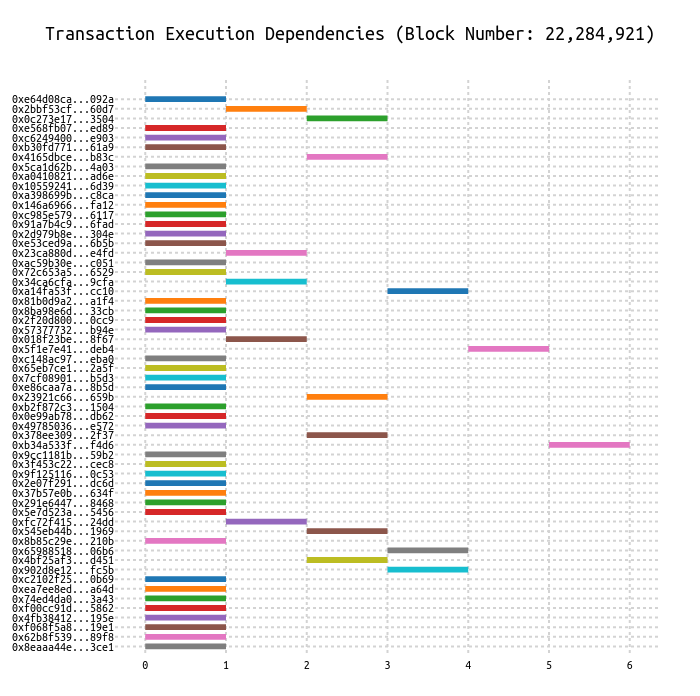 Transaction Execution Dependencies (Block Number: 22,284,921)
0xe64d08ca...092a
0x2bbf53cf...60d7
0x0c273e17...3504
0xe568fb07...ed89
0xc6249400...e903
0xb30fd771...61a9
0x4165dbce...b83c
0x5ca1d62b...4a03
0xa0410821...ad6e
0x10559241...6d39
0xa398699b...c8ca
0x146a6966...fa12
0xc985e579...6117
0x91a7b4c9...6fad
0x2d979b8e...304e
0xe53ced9a...6b5b
0x23ca880d...e4fd
0xac59b30e...c051
0x72c653a5...6529
0x34ca6cfa...9cfa
0xa14fa53f...cc10
0x81b0d9a2...a1f4
0x8ba98e6d...33cb
0x2f20d800...0cc9
0x57377732...b94e
0x018f23be...8f67
0x5f1e7e41...deb4
0xc148ac97...eba0
0x65eb7ce1...2a5f
0x7cf08901...b5d3
0xe86caa7a...8b5d
0x23921c66...659b
0xb2f872c3...1504
0x0e99ab78...db62
0x49785036...e572
0x378ee309...2f37
0xb34a533f...f4d6
0x9cc1181b...59b2
0x3f453c22...cec8
0x9f125116...0c53
0x2e07f291...dc6d
0x37b57e0b...634f
0x291e6447...8468
0x5e7d523a...5456
0xfc72f415...24dd
0x545eb44b...1969
0x8b85c29e...210b
0x65988518...06b6
0x4bf25af3...d451
0x902d8e12...fc5b
0xc2102f25...0b69
0xea7ee8ed...a64d
0x74ed4da0...3a43
0xf00cc91d...5862
0x4fb38412...195e
0xf068f5a8...19e1
0x62b8f539...89f8
0x8eaaa44e...3ce1
0 1 2 3 4 5 6